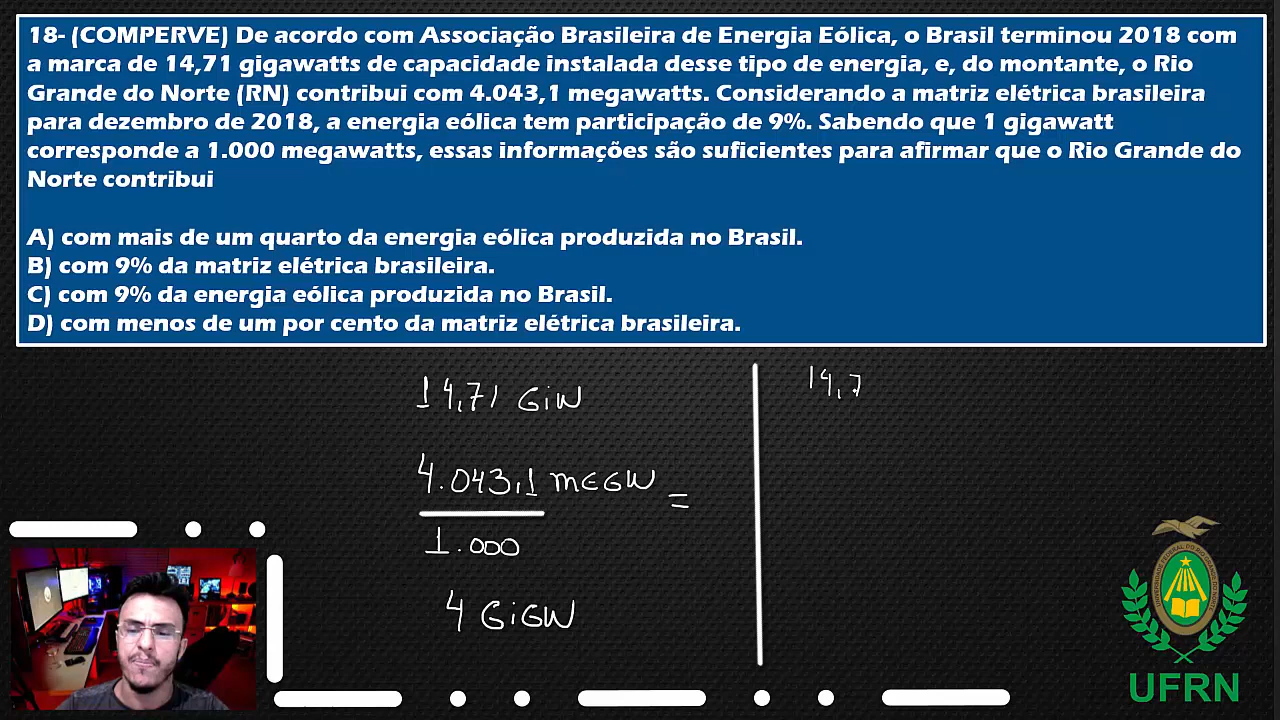 18- (COMPERVE) De acordo com Associação Brasileira de Energia Eólica, o Brasil terminou 2018 com
a marca de 14,71 gigawatts de capacidade instalada desse tipo de energia, e, do montante, o Rio
Grande do Norte (RN) contribui com 4.043,1 megawatts. Considerando a matriz elétrica brasileira
para dezembro de 2018, a energia eólica tem participação de 9%. Sabendo que 1 gigawatt
corresponde a 1.000 megawatts, essas informações são suficientes para afirmar que o Rio Grande do
Norte contribui
A) com mais de um quarto da energia eólica produzida no Brasil.
B) com 9% da matriz elétrica brasileira.
C) com 9% da energia eólica produzida no Brasil.
D) com menos de um por cento da matriz elétrica brasileira.
14,71 GiW
4.043,1 MEGW =
1.000
4 GiGW
14,7
UFRN